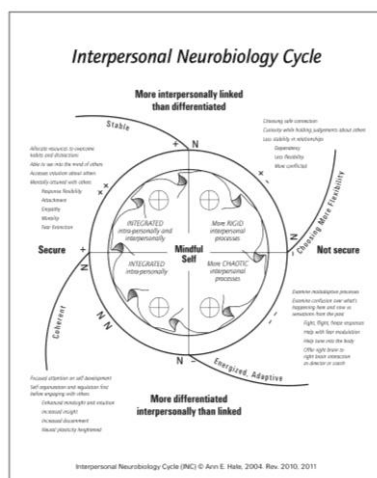 Interpersonal Neurobiology Cycle
More interpersonally linked
than differentiated
Stable
Choosing safe connection
Curiosity while holding judgements about others
Less stability in relationships
Dependency
Less flexibility
More conflicted
Allocate resources to overcome
habits and distractions
Able to see into the mind of others
Accesses intuition about others
Mentally attuned with others
Response flexibility
Attachment
Empathy
Morality
Fear Extinction
+ N
INTEGRATED
intra-personally and
interpersonally
More RIGID
interpersonal
processes
Choosing More Flexibility
Secure
+
N
Mindful
Self
N
Not secure
INTEGRATED
intra-personally
More CHAOTIC
interpersonal
processes
Coherent
N N
Examine maladaptive processes
Examine confusion over what's
happening here and now vs
sensations from the past
Fight, flight, freeze responses
Help with fear modulation
Help tune into the body
Offer right brain to
right brain interaction
as director or coach
N -
Energized, Adaptive
Focused attention on self development
Self-organization and regulation first
before engaging with others
Enhanced mindsight and intuition
Increased insight
Increased discernment
Neural plasticity heightened
More differentiated
interpersonally than linked
Interpersonal Neurobiology Cycle (INC) © Ann E. Hale, 2004. Rev. 2010, 2011